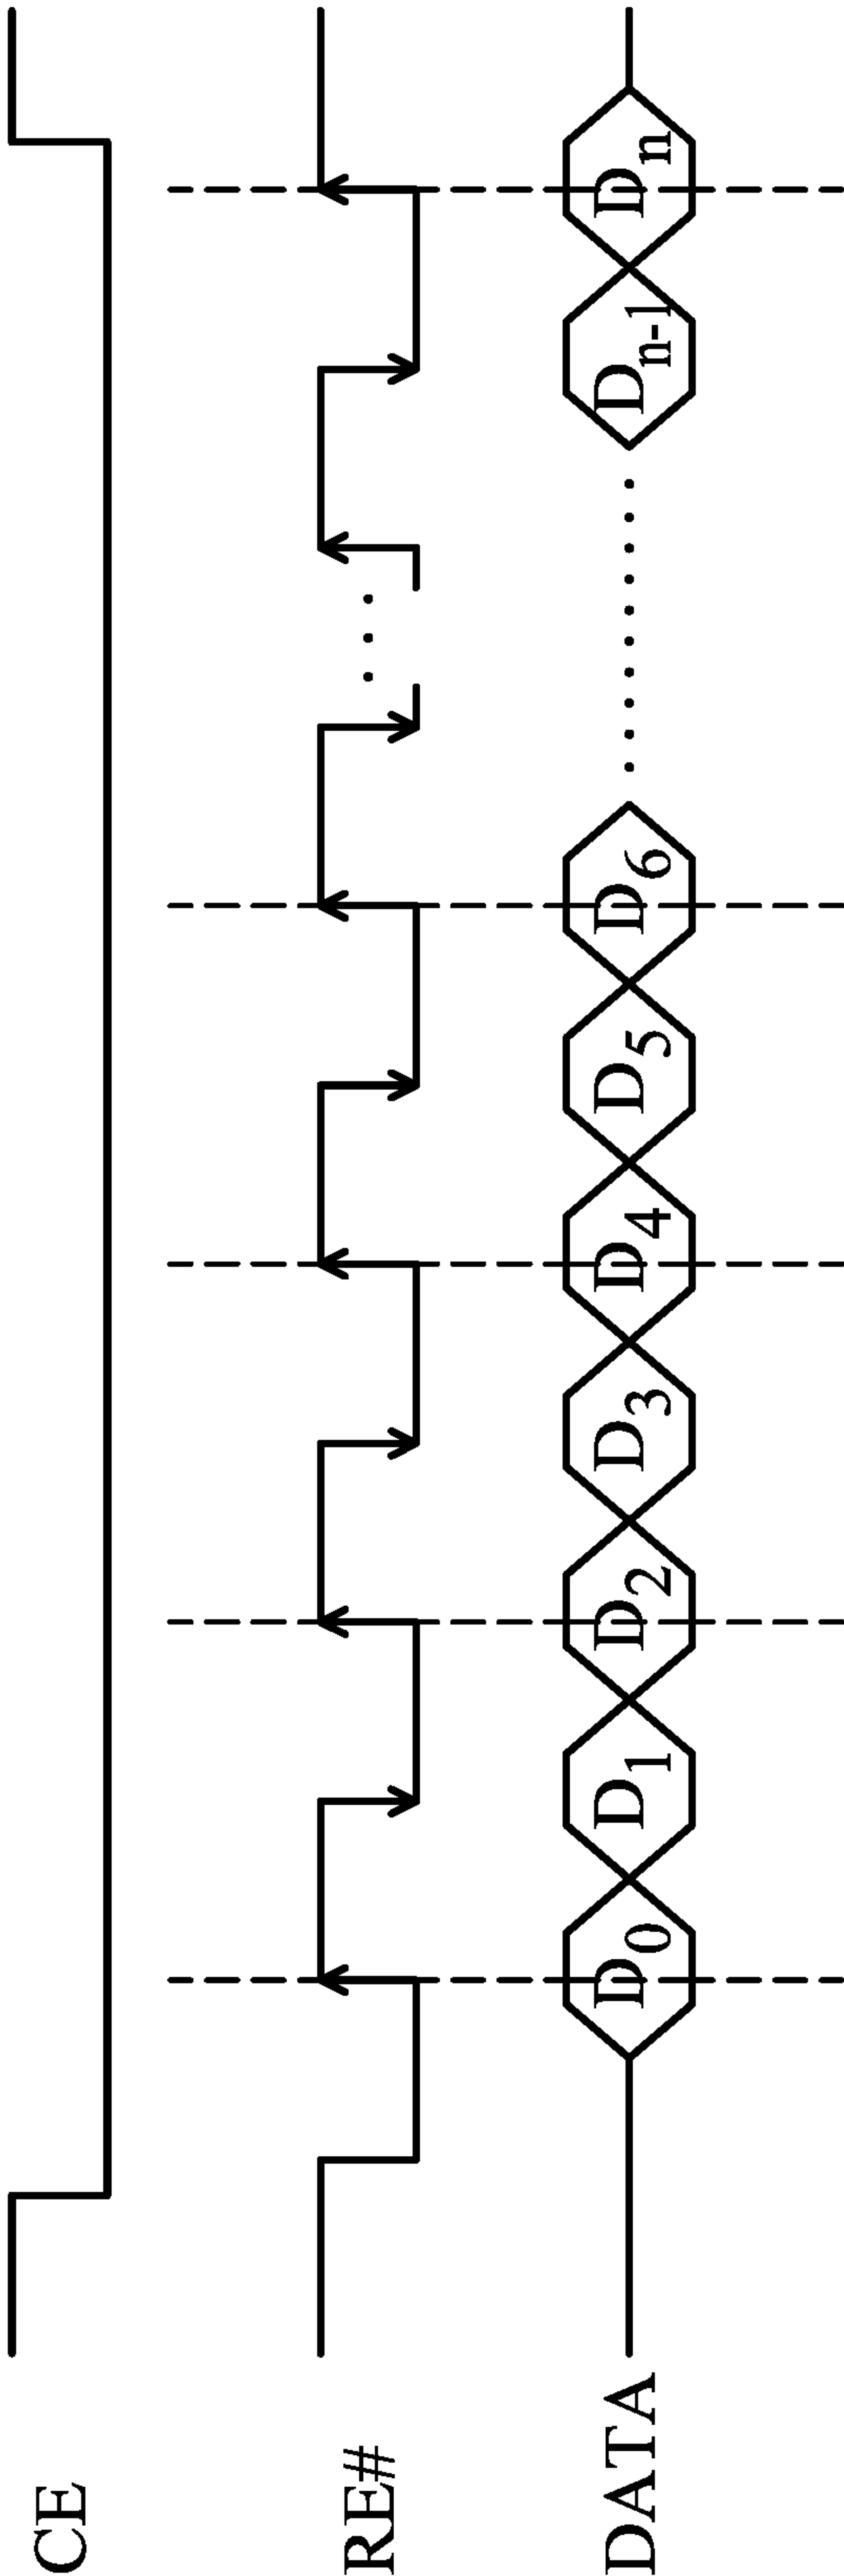 CE
RE#
DATA D0 D1 D2 D3 D4 D5 D6 .......... Dn-1 Dn